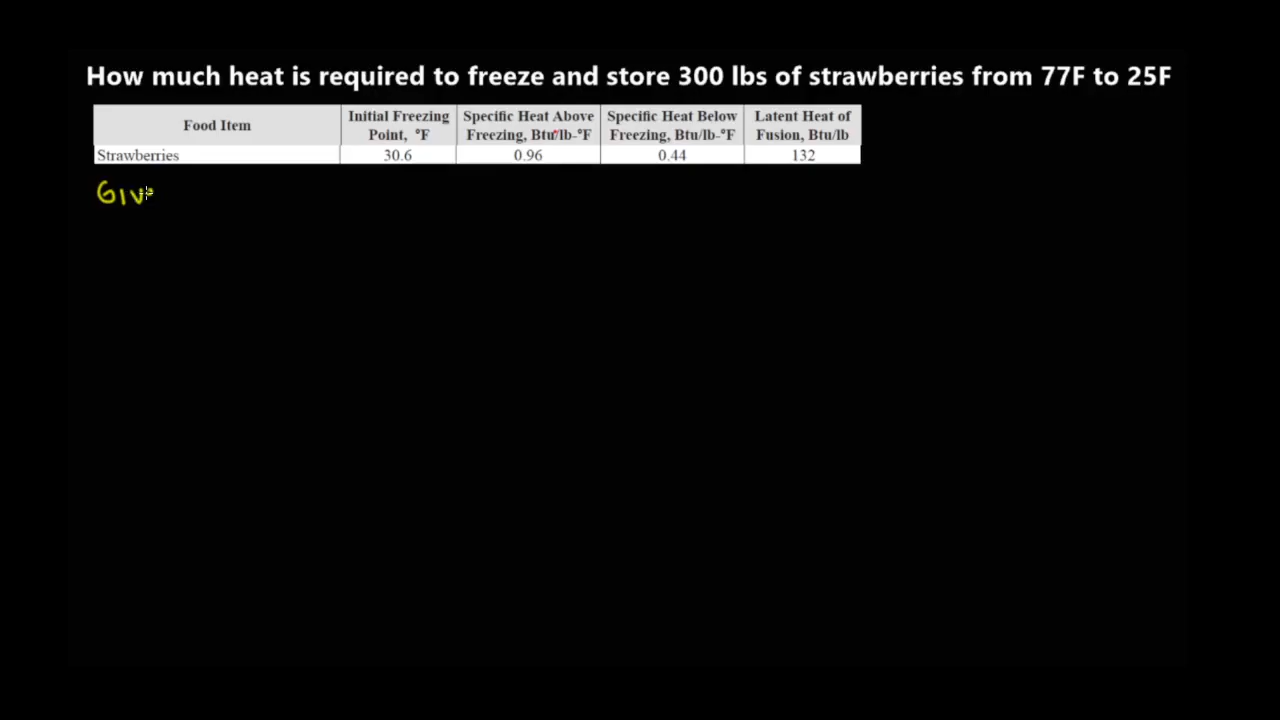 How much heat is required to freeze and store 300 lbs of strawberries from 77F to 25F
Food Item Initial Freezing Point, °F Specific Heat Above Freezing, Btu/lb-°F Specific Heat Below Freezing, Btu/lb-°F Latent Heat of Fusion, Btu/lb
Strawberries 30.6 0.96 0.44 132
GIV